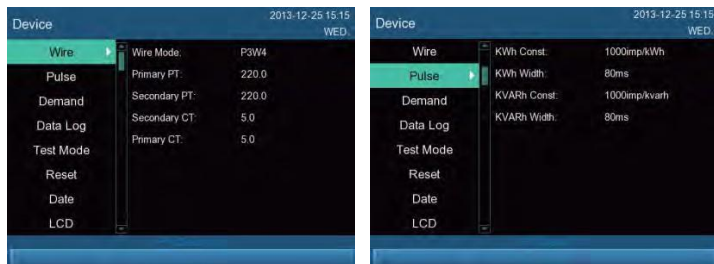 Device
2013-12-25 15:15
WED.
Wire
Pulse
Demand
Data Log
Test Mode
Reset
Date
LCD
Wire Mode: P3W4
Primary PT: 220.0
Secondary PT: 220.0
Secondary CT: 5.0
Primary CT: 5.0
Device
2013-12-25 15:15
WED.
Wire
Pulse
Demand
Data Log
Test Mode
Reset
Date
LCD
KWh Const: 1000imp/kWh
KWh Width: 80ms
KVARh Const: 1000imp/kvarh
KVARh Width: 80ms